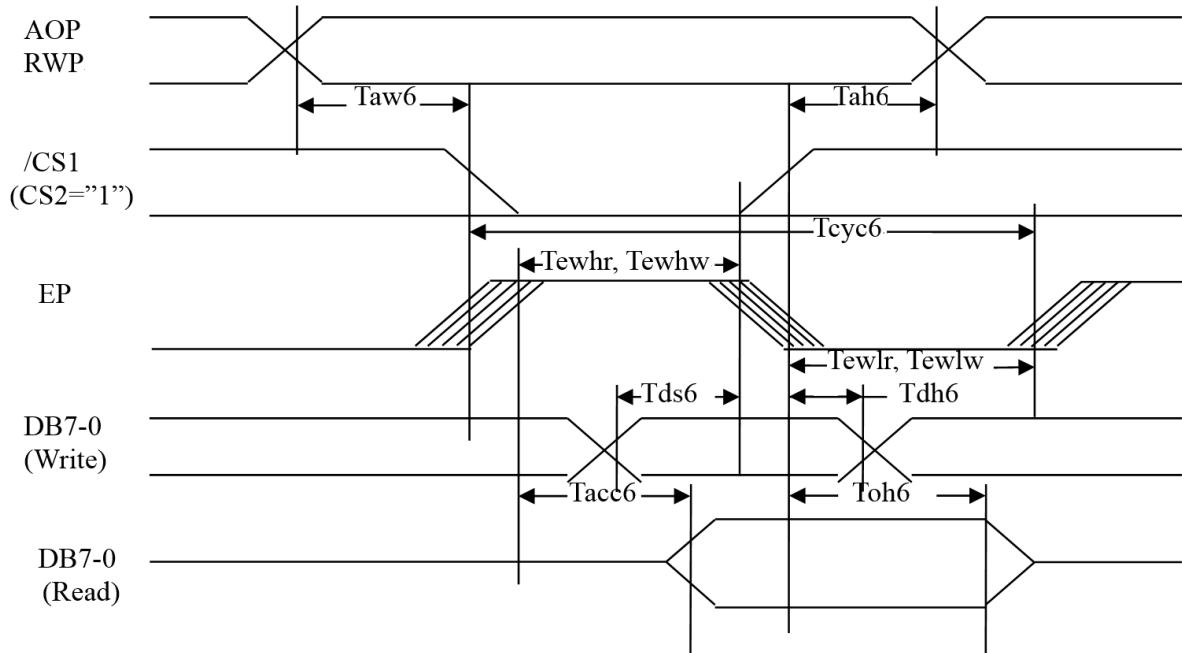 AOP
RWP
Taw6
Tah6
/CS1
(CS2=”1”)
Tcyc6
Tewhr, Tewhw
EP
Tewlr, Tewlw
Tds6
Tdh6
DB7-0
(Write)
Tacc6
Toh6
DB7-0
(Read)